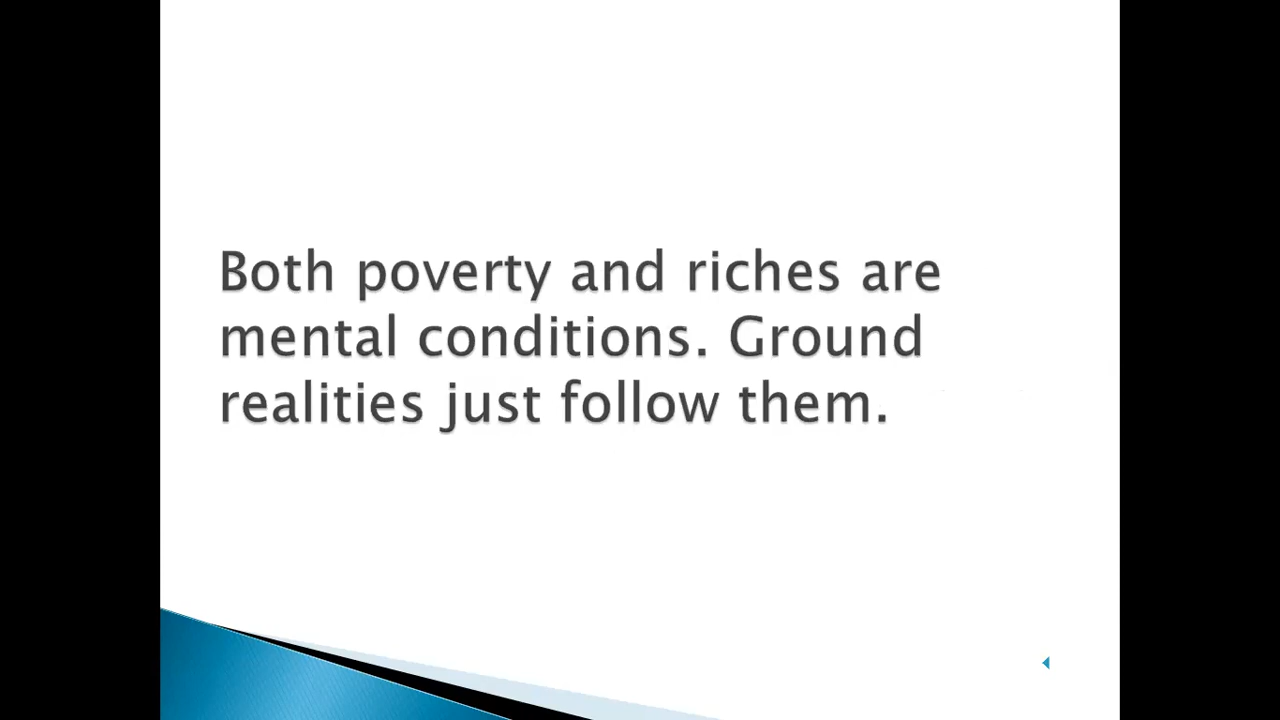 Both poverty and riches are
mental conditions. Ground
realities just follow them.